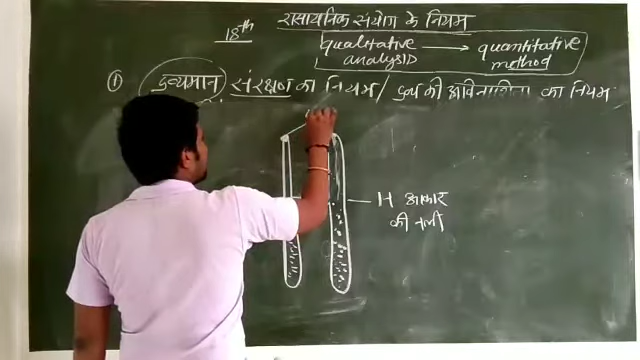 18th
रासायनिक संयोग के नियम
qualitative analysis → quantitative method
① द्रव्यमान संरक्षण का नियम / द्रव्य की अविनाशिता का नियम
H आकार
की नली